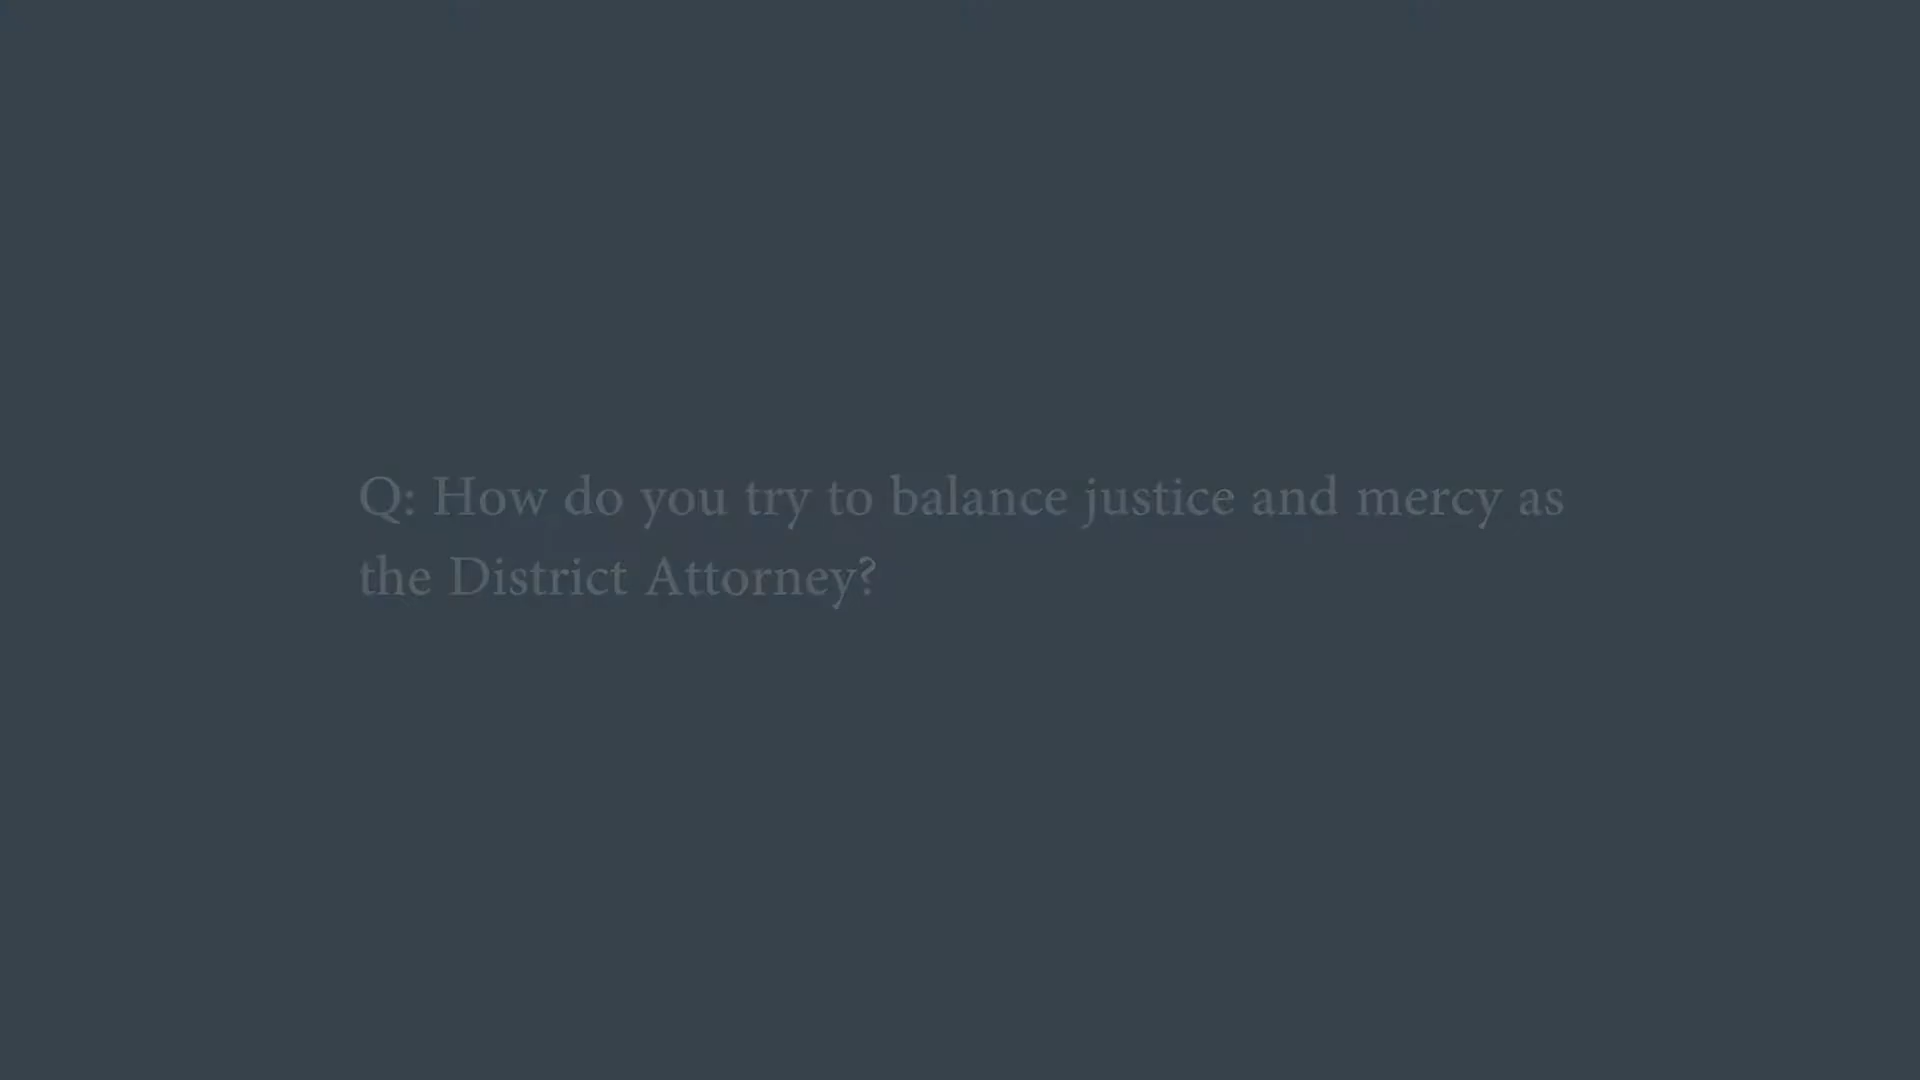 Q: How do you try to balance justice and mercy as
the District Attorney?